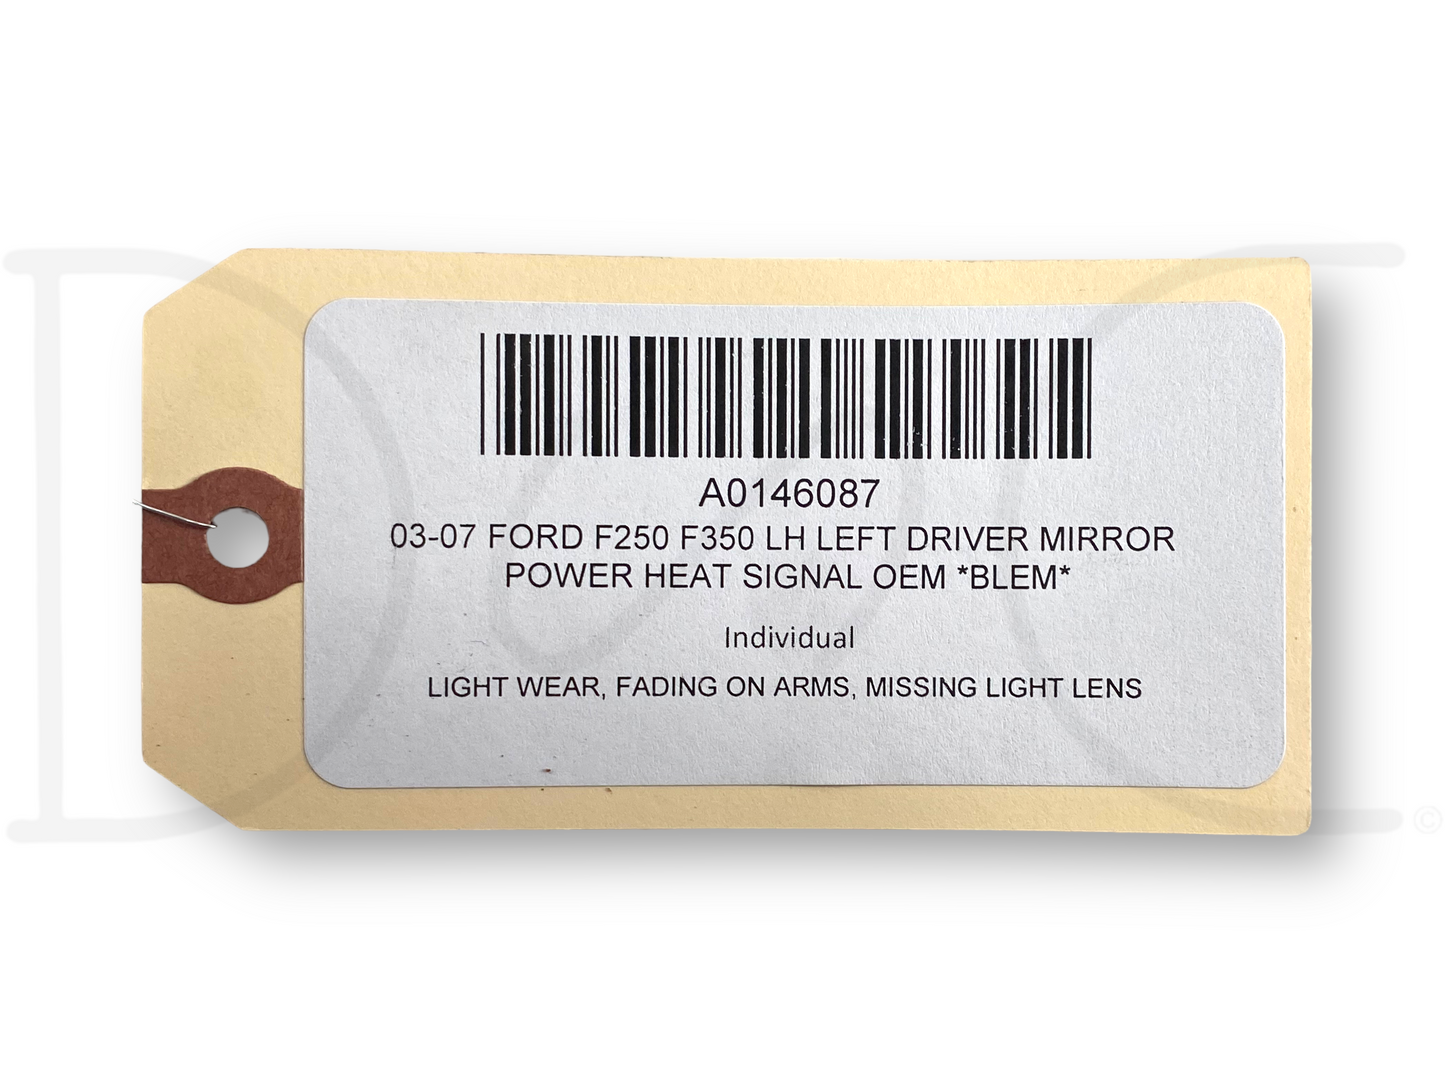 A0146087
03-07 FORD F250 F350 LH LEFT DRIVER MIRROR
POWER HEAT SIGNAL OEM *BLEM*
Individual
LIGHT WEAR, FADING ON ARMS, MISSING LIGHT LENS
©